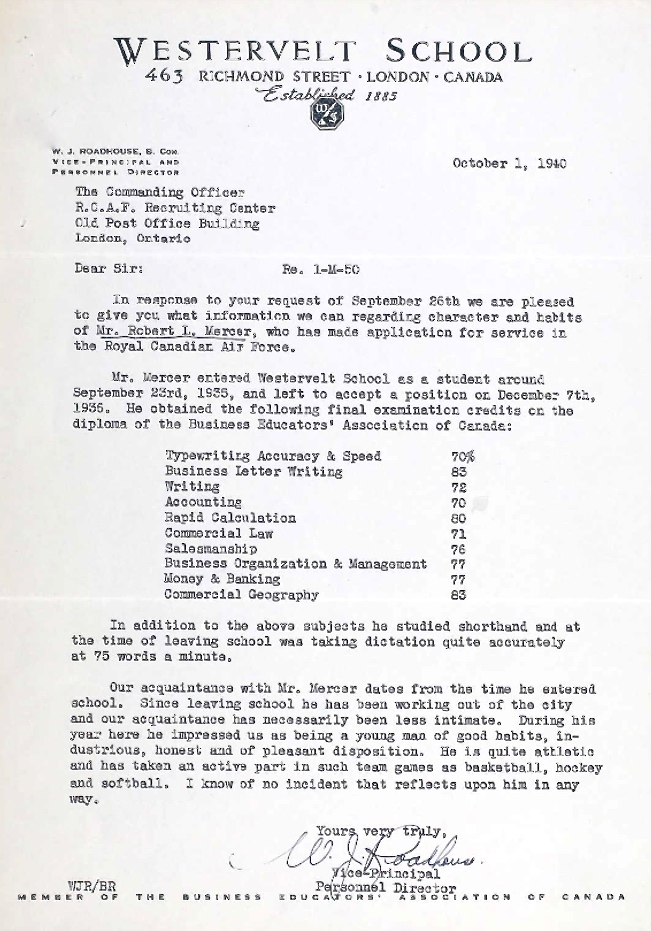 WESTERVELT SCHOOL
463 RICHMOND STREET · LONDON · CANADA
Established 1885
W. J. ROADHOUSE, B. COM.
VICE-PRINCIPAL AND
PERSONNEL DIRECTOR
October 1, 1940
The Commanding Officer
R.C.A.F. Recruiting Center
Old Post Office Building
London, Ontario
Dear Sir: Re. 1-M-50
In response to your request of September 26th we are pleased
to give you what information we can regarding character and habits
of Mr. Robert L. Mercer, who has made application for service in
the Royal Canadian Air Force.
Mr. Mercer entered Westervelt School as a student around
September 23rd, 1935, and left to accept a position on December 7th,
1936. He obtained the following final examination credits on the
diploma of the Business Educators' Association of Canada:
Typewriting Accuracy & Speed 70%
Business Letter Writing 83
Writing 72
Accounting 70
Rapid Calculation 80
Commercial Law 71
Salesmanship 76
Business Organization & Management 77
Money & Banking 77
Commercial Geography 83
In addition to the above subjects he studied shorthand and at
the time of leaving school was taking dictation quite accurately
at 75 words a minute.
Our acquaintance with Mr. Mercer dates from the time he entered
school. Since leaving school he has been working out of the city
and our acquaintance has necessarily been less intimate. During his
year here he impressed us as being a young man of good habits, in-
dustrious, honest and of pleasant disposition. He is quite athletic
and has taken an active part in such team games as basketball, hockey
and softball. I know of no incident that reflects upon him in any
way.
Yours very truly,
W. J. Roadhouse.
Vice-Principal
Personnel Director
WJR/BR
MEMBER OF THE BUSINESS EDUCATORS' ASSOCIATION OF CANADA